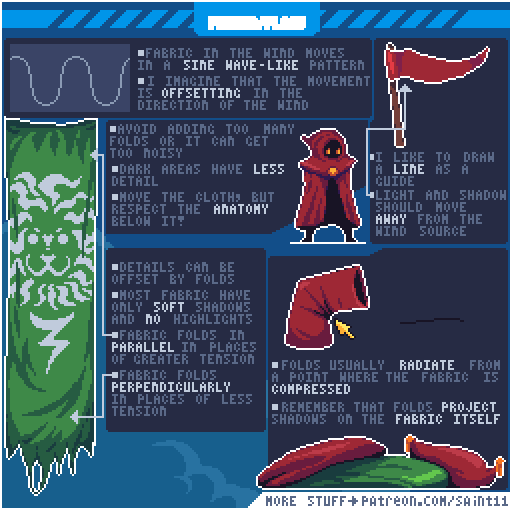 ▪FABRIC IN THE WIND MOVES
IN A SINE WAVE-LIKE PATTERN
▪I IMAGINE THAT THE MOVEMENT
IS OFFSETTING IN THE
DIRECTION OF THE WIND
▪I LIKE TO DRAW
A LINE AS A
GUIDE
▪LIGHT AND SHADOW
SHOULD MOVE
AWAY FROM THE
WIND SOURCE
▪AVOID ADDING TOO MANY
FOLDS OR IT CAN GET
TOO NOISY
▪DARK AREAS HAVE LESS
DETAIL
▪MOVE THE CLOTH, BUT
RESPECT THE ANATOMY
BELOW IT!
▪DETAILS CAN BE
OFFSET BY FOLDS
▪MOST FABRIC HAVE
ONLY SOFT SHADOWS
AND NO HIGHLIGHTS
▪FABRIC FOLDS IN
PARALLEL IN PLACES
OF GREATER TENSION
▪FABRIC FOLDS
PERPENDICULARLY
IN PLACES OF LESS
TENSION
▪FOLDS USUALLY RADIATE FROM
A POINT WHERE THE FABRIC IS
COMPRESSED
▪REMEMBER THAT FOLDS PROJECT
SHADOWS ON THE FABRIC ITSELF
MORE STUFF→PATREON.COM/SAINT11